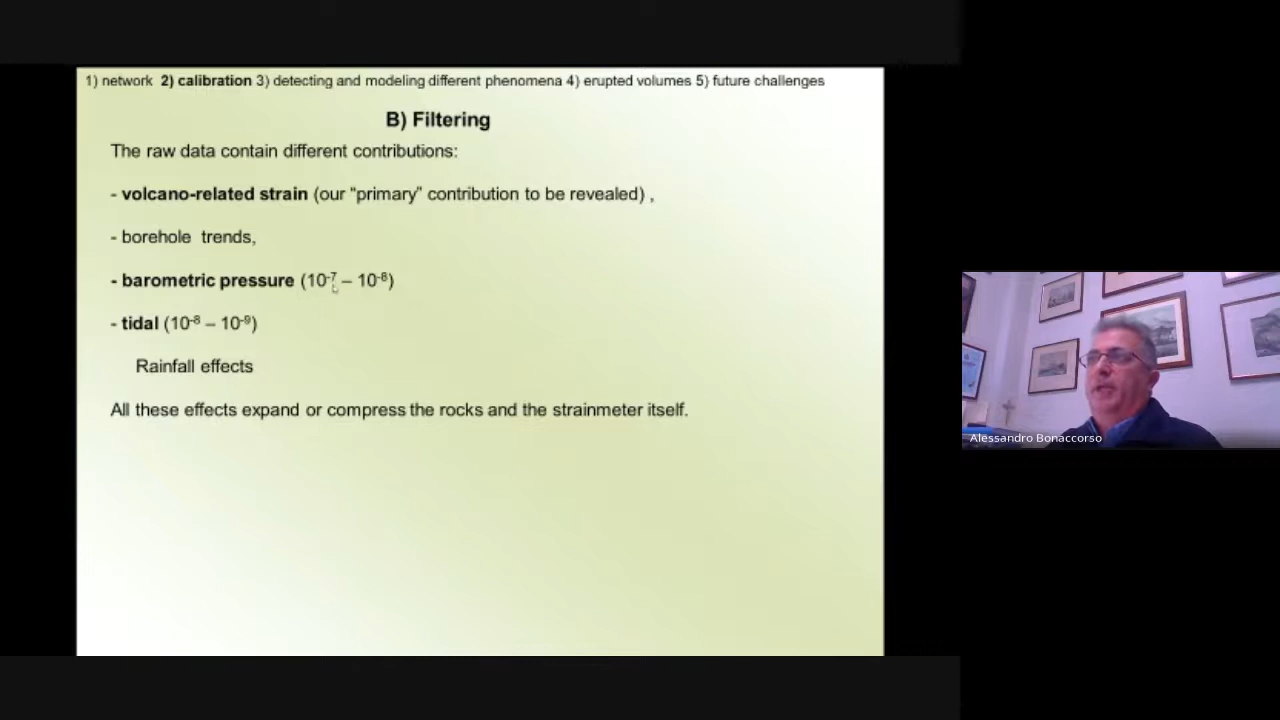 1) network 2) calibration 3) detecting and modeling different phenomena 4) erupted volumes 5) future challenges
B) Filtering
The raw data contain different contributions:
- volcano-related strain (our “primary” contribution to be revealed) ,
- borehole trends,
- barometric pressure (10⁻⁷ – 10⁻⁸)
- tidal (10⁻⁸ – 10⁻⁹)
Rainfall effects
All these effects expand or compress the rocks and the strainmeter itself.
Alessandro Bonaccorso